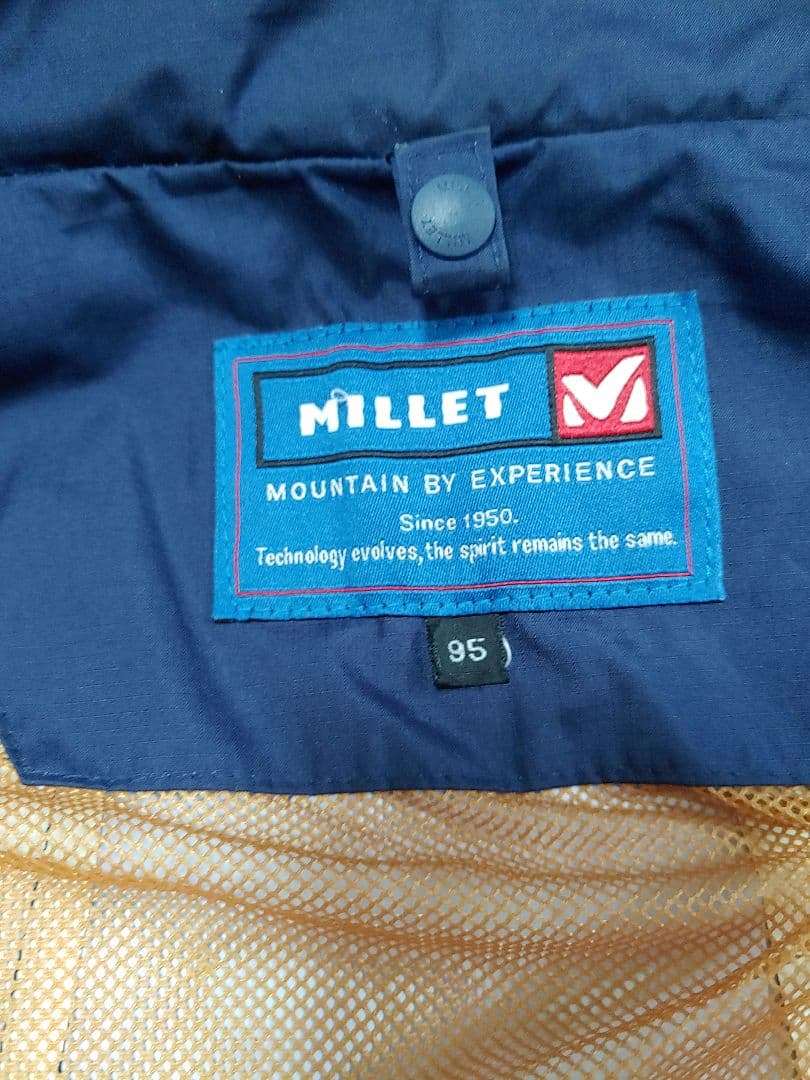 MILLET
MOUNTAIN BY EXPERIENCE
Since 1950.
Technology evolves, the spirit remains the same.
95